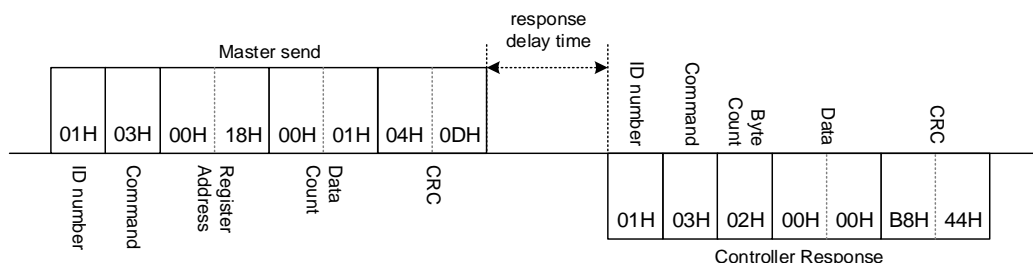 response
delay time
Master send
01H 03H 00H 18H 00H 01H 04H 0DH
ID number
Command
Register
Address
Data
Count
CRC
ID number
Command
Byte
Count
Data
CRC
01H 03H 02H 00H 00H B8H 44H
Controller Response